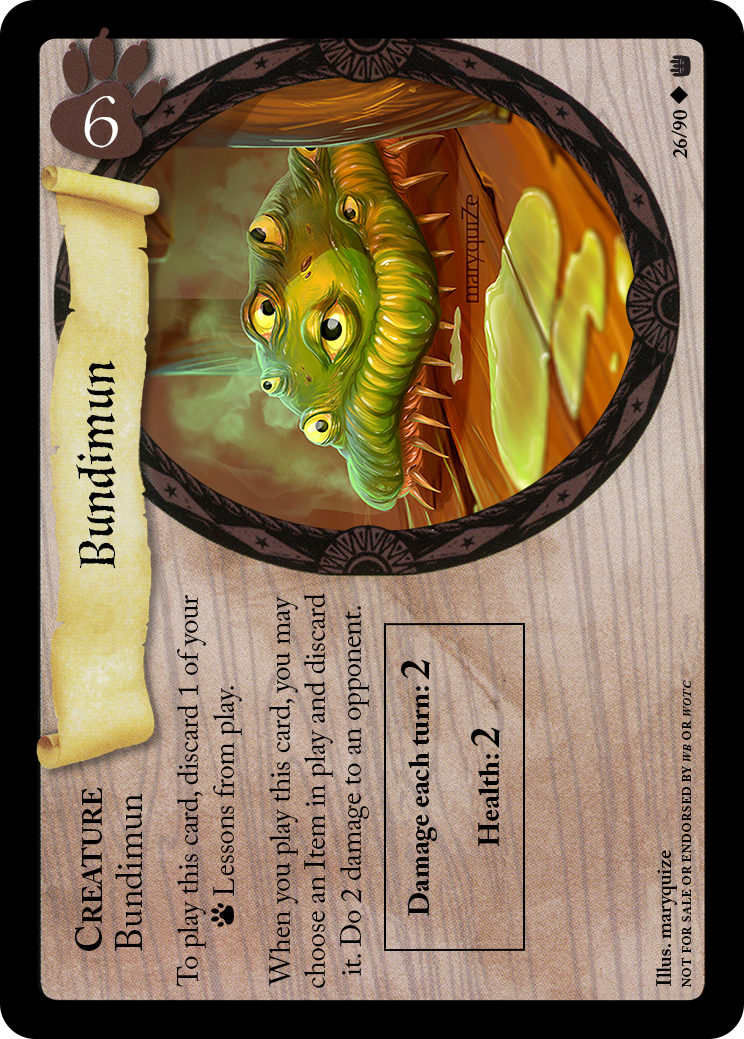 6
Bundimun
CREATURE
Bundimun
To play this card, discard 1 of your
Lessons from play.
When you play this card, you may
choose an Item in play and discard
it. Do 2 damage to an opponent.
Damage each turn: 2
Health: 2
maryquiZe
Illus. maryquize
NOT FOR SALE OR ENDORSED BY WB OR WOTC
26/90